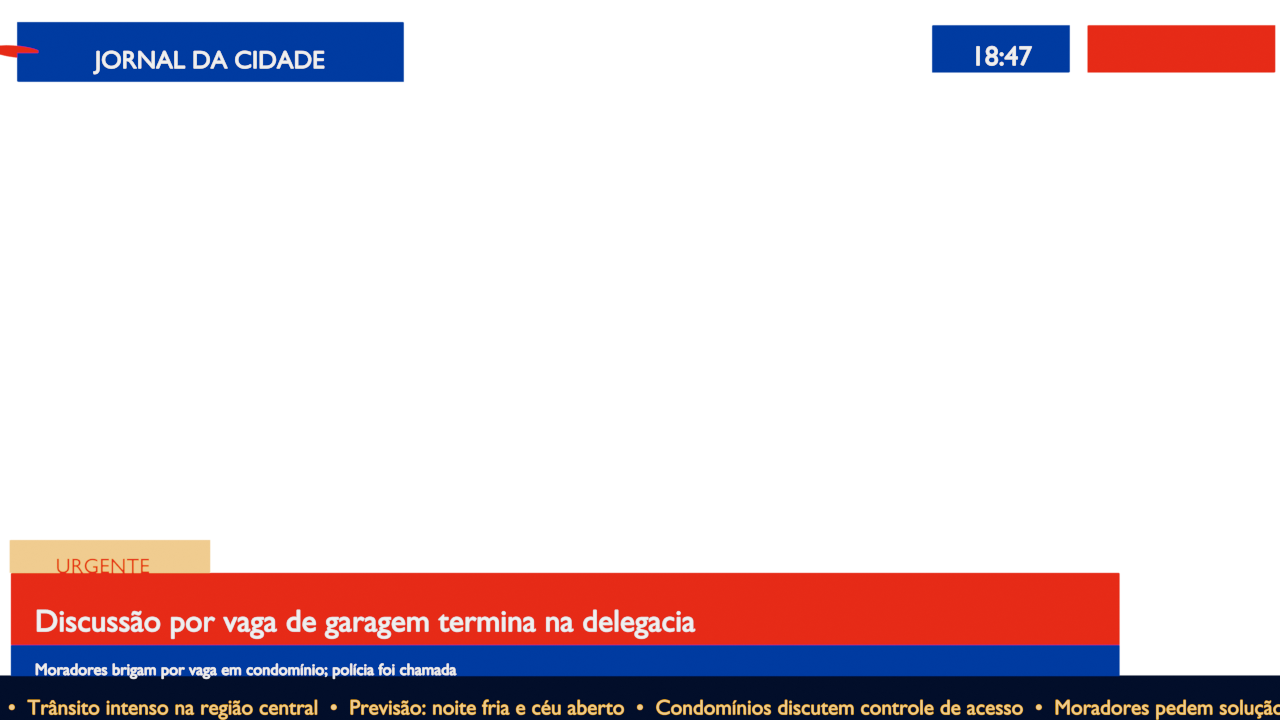 JORNAL DA CIDADE
18:47
URGENTE
Discussão por vaga de garagem termina na delegacia
Moradores brigam por vaga em condomínio; polícia foi chamada
• Trânsito intenso na região central • Previsão: noite fria e céu aberto • Condomínios discutem controle de acesso • Moradores pedem solução